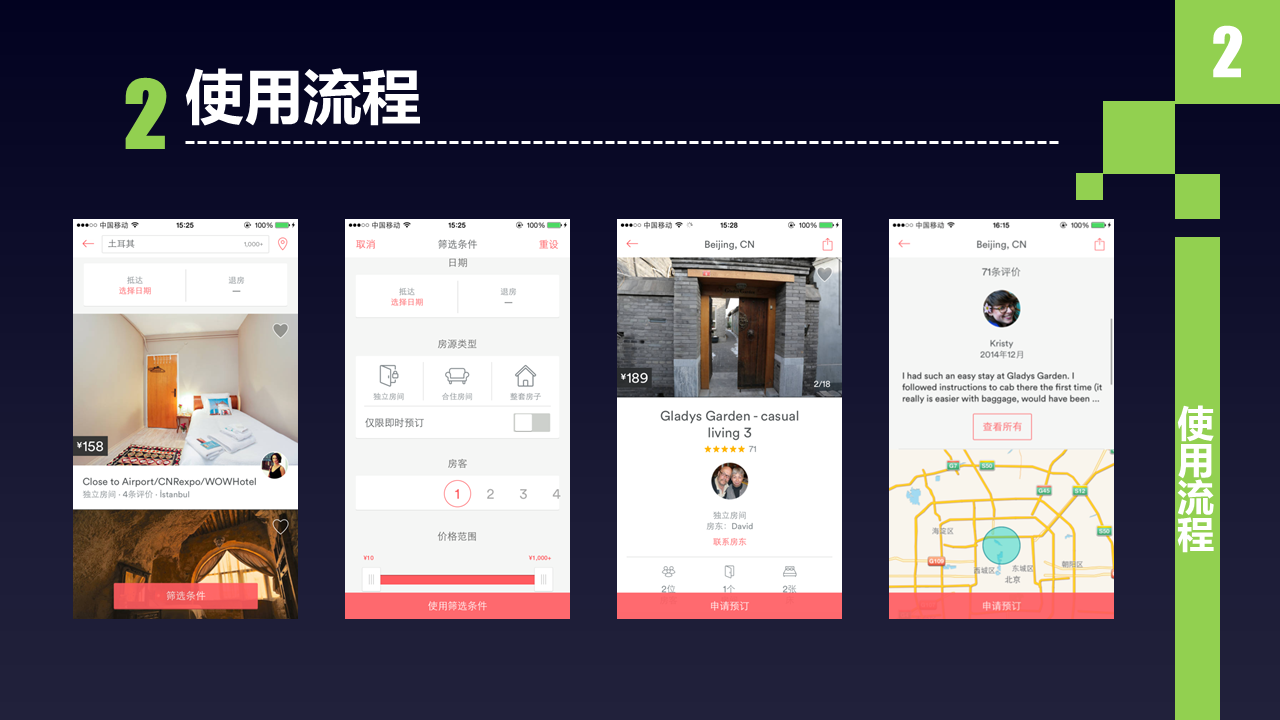 2
2 使用流程
中国移动 15:25 100%
土耳其 1,000+
抵达 退房
选择日期 —
¥158
Close to Airport/CNRexpo/WOWHotel
独立房间 · 4条评价 · İstanbul
筛选条件
中国移动 15:25 100%
取消 筛选条件 重设
日期
抵达 退房
选择日期 —
房源类型
独立房间 合住房间 整套房子
仅限即时预订
房客
1 2 3 4
价格范围
¥10 ¥1,000+
使用筛选条件
中国移动 15:28 100%
Beijing, CN
¥189
2/18
Gladys Garden - casual
living 3
71
独立房间
房东: David
联系房东
2位 1个 2张
申请预订
中国移动 16:15 100%
Beijing, CN
71条评价
Kristy
2014年12月
I had such an easy stay at Gladys Garden. I
followed instructions to cab there the first time (it
really is easier with baggage, would have been ...
查看所有
G7 S50
G45 S12
S50
海淀区
G109
西城区 东城区 朝阳区
北京
申请预订
使用流程